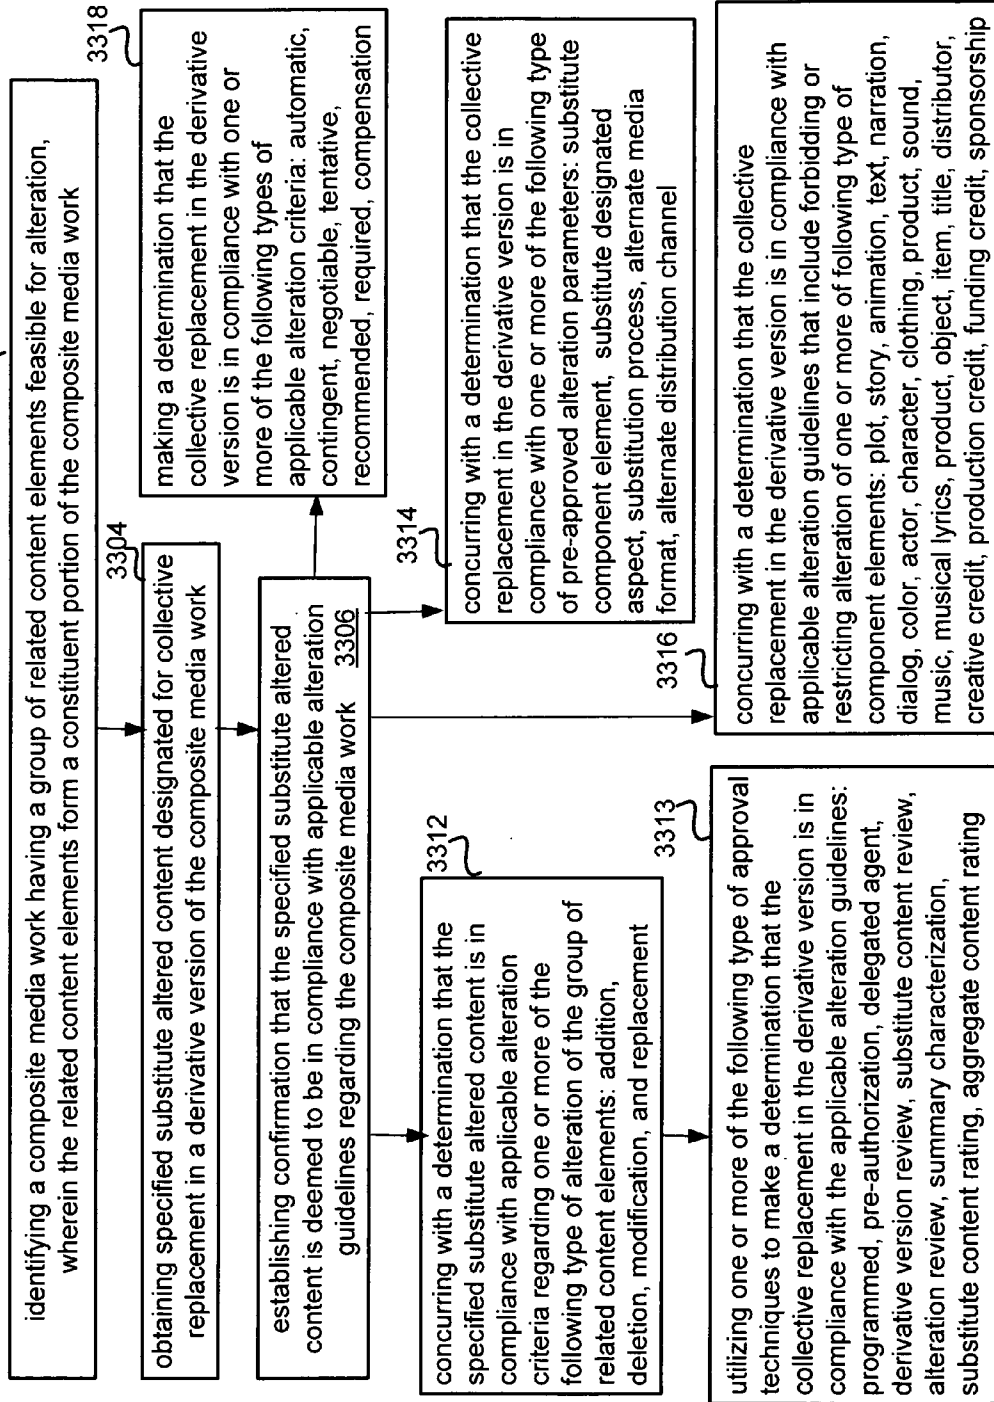 identifying a composite media work having a group of related content elements feasible for alteration,
wherein the related content elements form a constituent portion of the composite media work
3304
obtaining specified substitute altered content designated for collective
replacement in a derivative version of the composite media work
establishing confirmation that the specified substitute altered
content is deemed to be in compliance with applicable alteration
guidelines regarding the composite media work 3306
3318
making a determination that the
collective replacement in the derivative
version is in compliance with one or
more of the following types of
applicable alteration criteria: automatic,
contingent, negotiable, tentative,
recommended, required, compensation
3312
concurring with a determination that the
specified substitute altered content is in
compliance with applicable alteration
criteria regarding one or more of the
following type of alteration of the group of
related content elements: addition,
deletion, modification, and replacement
3314
concurring with a determination that the collective
replacement in the derivative version is in
compliance with one or more of the following type
of pre-approved alteration parameters: substitute
component element, substitute designated
aspect, substitution process, alternate media
format, alternate distribution channel
3313
utilizing one or more of the following type of approval
techniques to make a determination that the
collective replacement in the derivative version is in
compliance with the applicable alteration guidelines:
programmed, pre-authorization, delegated agent,
derivative version review, substitute content review,
alteration review, summary characterization,
substitute content rating, aggregate content rating
3316
concurring with a determination that the collective
replacement in the derivative version is in compliance with
applicable alteration guidelines that include forbidding or
restricting alteration of one or more of following type of
component elements: plot, story, animation, text, narration,
dialog, color, actor, character, clothing, product, sound,
music, musical lyrics, product, object, item, title, distributor,
creative credit, production credit, funding credit, sponsorship